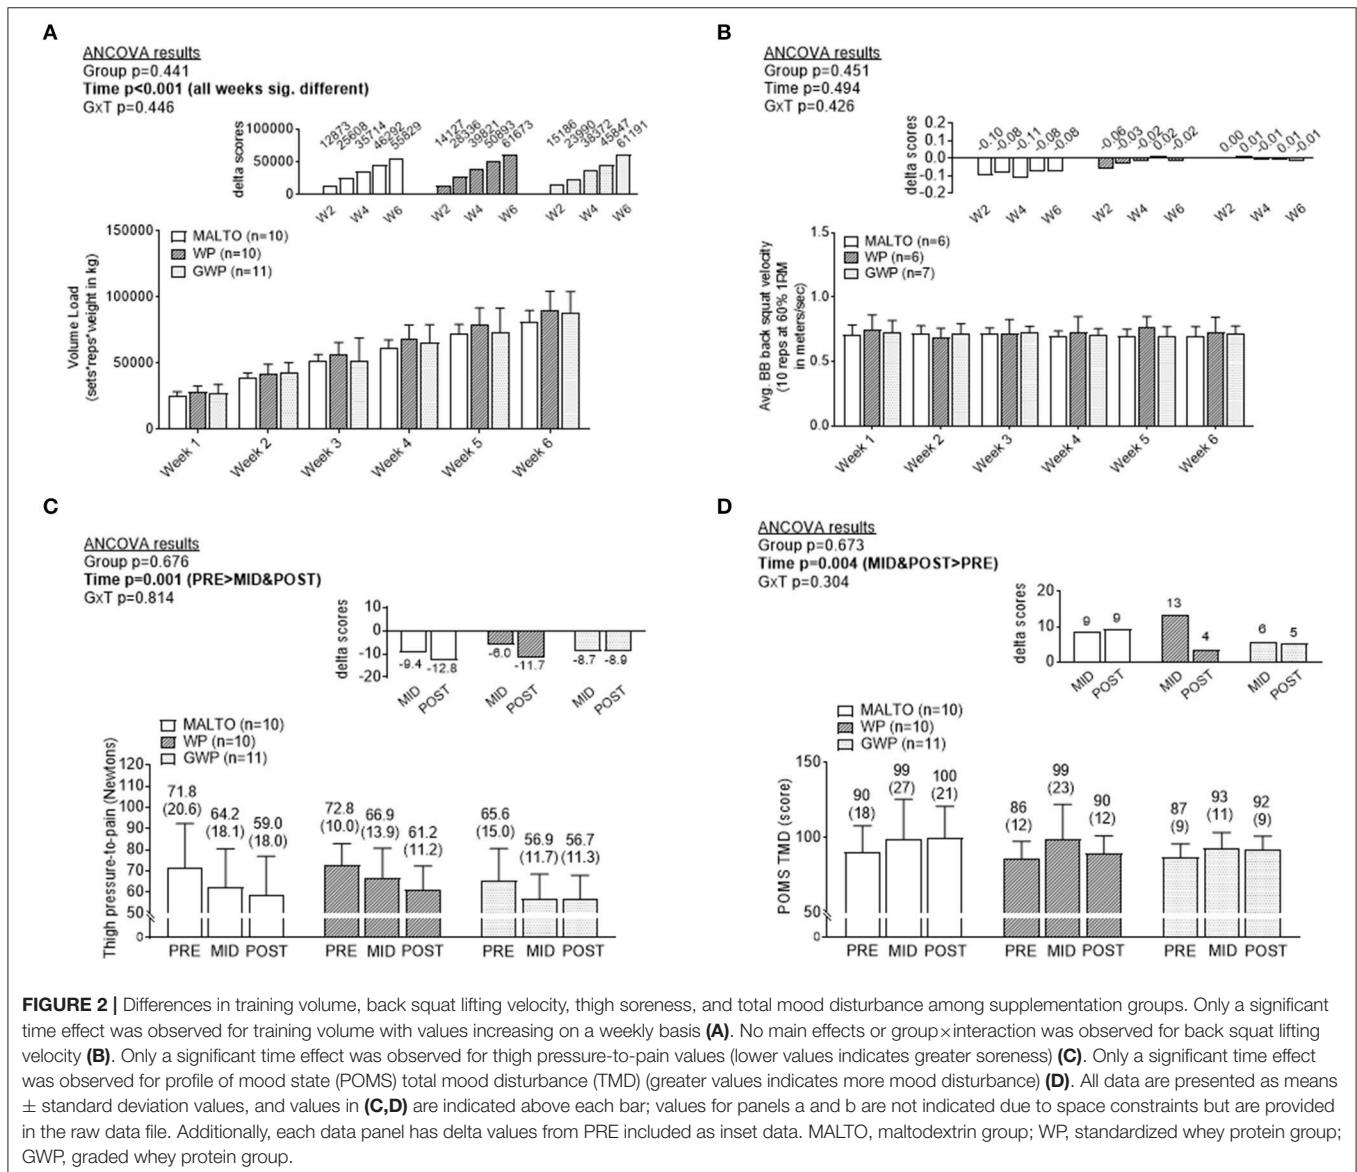 A
ANCOVA results
Group p=0.441
Time p<0.001 (all weeks sig. different)
GxT p=0.446
12873 25608 35714 46292 55829
14127 28336 39821 50893 61673
15186 23990 38372 45847 61191
delta scores
100000
50000
0
W2 W4 W6 W2 W4 W6 W2 W4 W6
MALTO (n=10)
WP (n=10)
GWP (n=11)
Volume Load
(sets*reps*weight in kg)
150000
100000
50000
0
Week 1 Week 2 Week 3 Week 4 Week 5 Week 6
B
ANCOVA results
Group p=0.451
Time p=0.494
GxT p=0.426
-0.10 -0.08 -0.11 -0.08 -0.08
-0.06 -0.03 -0.02 0.02 -0.02
0.00 0.01 -0.01 0.01 -0.01
delta scores
0.2
0.1
0.0
-0.1
-0.2
W2 W4 W6 W2 W4 W6 W2 W4 W6
MALTO (n=6)
WP (n=6)
GWP (n=7)
Avg. BB back squat velocity
(10 reps at 60% 1RM
in meters/sec)
1.5
1.0
0.5
0.0
Week 1 Week 2 Week 3 Week 4 Week 5 Week 6
C
ANCOVA results
Group p=0.676
Time p=0.001 (PRE>MID&POST)
GxT p=0.814
delta scores
10
0
-10
-20
-9.4 -12.8 -6.0 -11.7 -8.7 -8.9
MID POST MID POST MID POST
MALTO (n=10)
WP (n=10)
GWP (n=11)
Thigh pressure-to-pain (Newtons)
120
110
100
90
80
70
60
50
0
71.8 (20.6)
64.2 (18.1)
59.0 (18.0)
72.8 (10.0)
66.9 (13.9)
61.2 (11.2)
65.6 (15.0)
56.9 (11.7)
56.7 (11.3)
PRE MID POST PRE MID POST PRE MID POST
D
ANCOVA results
Group p=0.673
Time p=0.004 (MID&POST>PRE)
GxT p=0.304
delta scores
20
10
0
9 9 13 4 6 5
MID POST MID POST MID POST
MALTO (n=10)
WP (n=10)
GWP (n=11)
POMS TMD (score)
150
100
50
0
90 (18)
99 (27)
100 (21)
86 (12)
99 (23)
90 (12)
87 (9)
93 (11)
92 (9)
PRE MID POST PRE MID POST PRE MID POST
FIGURE 2 | Differences in training volume, back squat lifting velocity, thigh soreness, and total mood disturbance among supplementation groups. Only a significant
time effect was observed for training volume with values increasing on a weekly basis (A). No main effects or group×interaction was observed for back squat lifting
velocity (B). Only a significant time effect was observed for thigh pressure-to-pain values (lower values indicates greater soreness) (C). Only a significant time effect
was observed for profile of mood state (POMS) total mood disturbance (TMD) (greater values indicates more mood disturbance) (D). All data are presented as means
± standard deviation values, and values in (C,D) are indicated above each bar; values for panels a and b are not indicated due to space constraints but are provided
in the raw data file. Additionally, each data panel has delta values from PRE included as inset data. MALTO, maltodextrin group; WP, standardized whey protein group;
GWP, graded whey protein group.